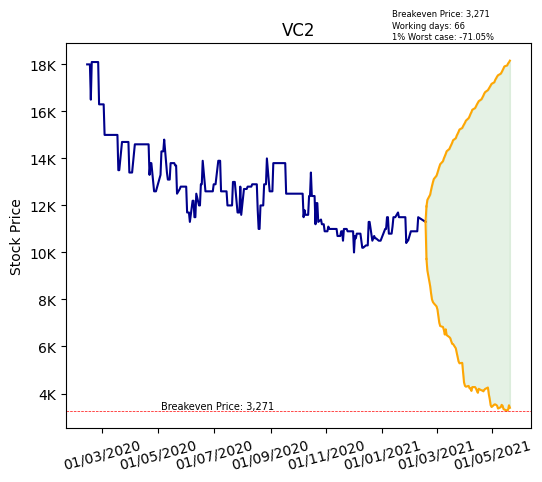 Breakeven Price: 3,271
Working days: 66
1% Worst case: -71.05%
VC2
Stock Price
18K
16K
14K
12K
10K
8K
6K
4K
Breakeven Price: 3,271
01/03/2020
01/05/2020
01/07/2020
01/09/2020
01/11/2020
01/01/2021
01/03/2021
01/05/2021